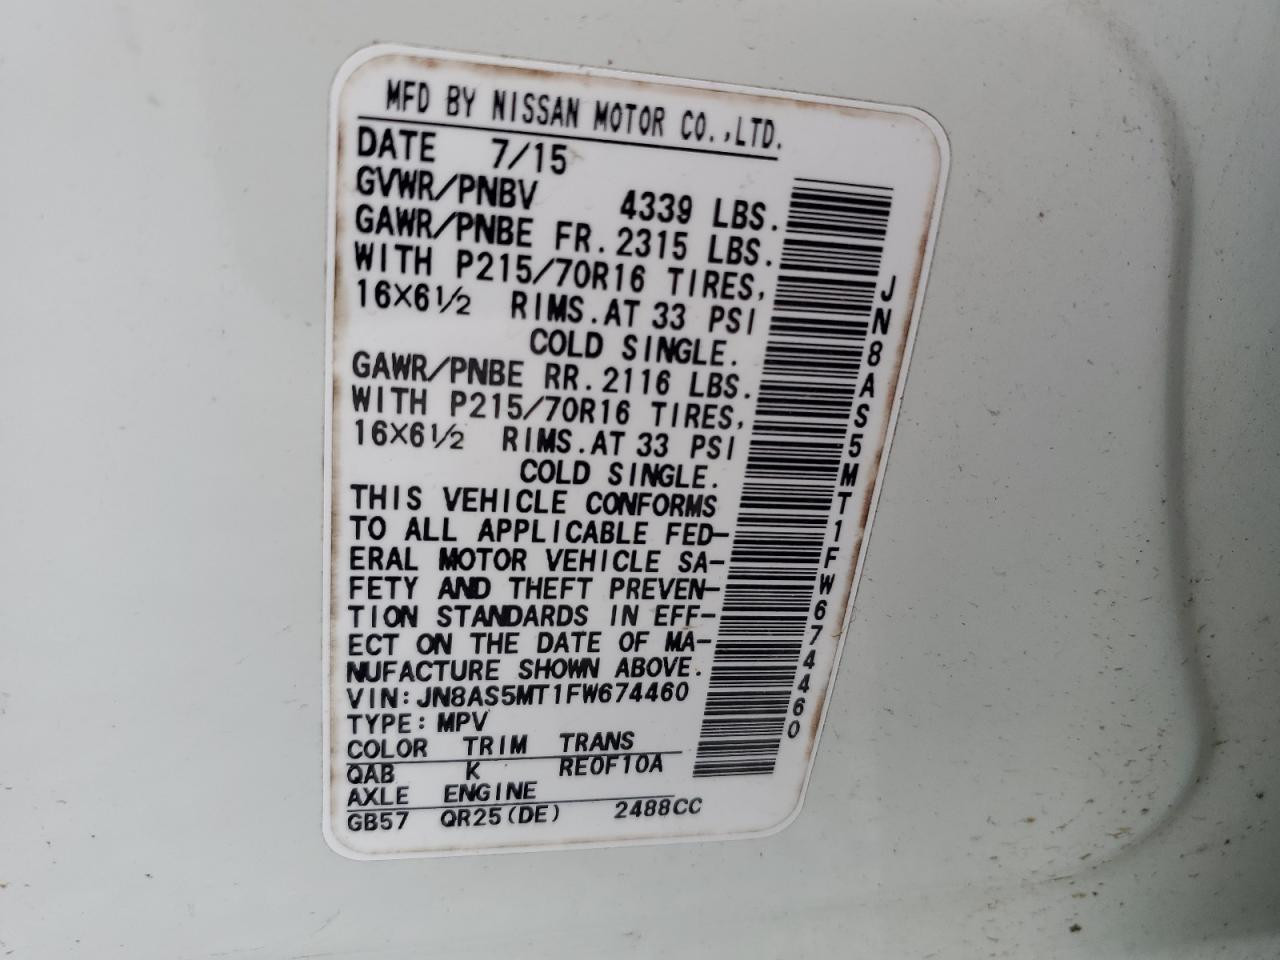 MFD BY NISSAN MOTOR CO.,LTD.
DATE 7/15
GVWR/PNBV 4339 LBS.
GAWR/PNBE FR.2315 LBS.
WITH P215/70R16 TIRES,
16×6½ RIMS.AT 33 PSI
COLD SINGLE.
GAWR/PNBE RR.2116 LBS.
WITH P215/70R16 TIRES,
16×6½ RIMS.AT 33 PSI
COLD SINGLE.
THIS VEHICLE CONFORMS
TO ALL APPLICABLE FED-
ERAL MOTOR VEHICLE SA-
FETY AND THEFT PREVEN-
TION STANDARDS IN EFF-
ECT ON THE DATE OF MA-
NUFACTURE SHOWN ABOVE.
VIN:JN8AS5MT1FW674460
TYPE:MPV
COLOR TRIM TRANS
QAB K RE0F10A
AXLE ENGINE
GB57 QR25(DE) 2488CC
JN8AS5MT1FW674460